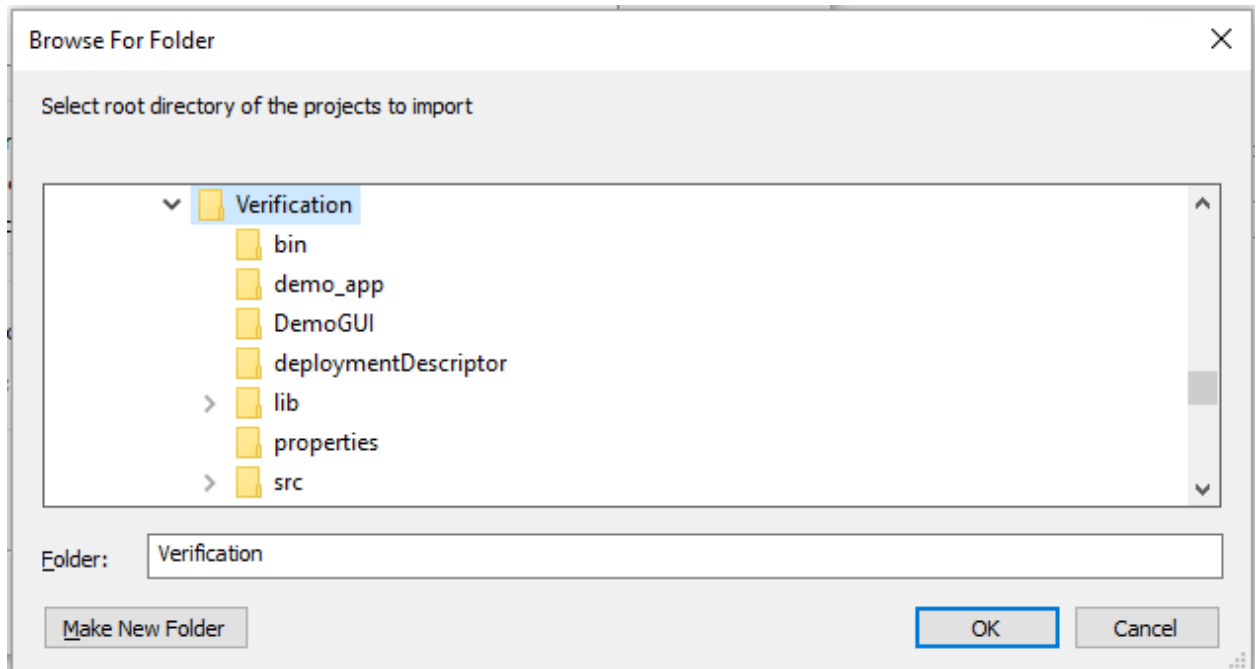 Browse For Folder
Select root directory of the projects to import
Verification
bin
demo_app
DemoGUI
deploymentDescriptor
lib
properties
src
Folder: Verification
Make New Folder OK Cancel